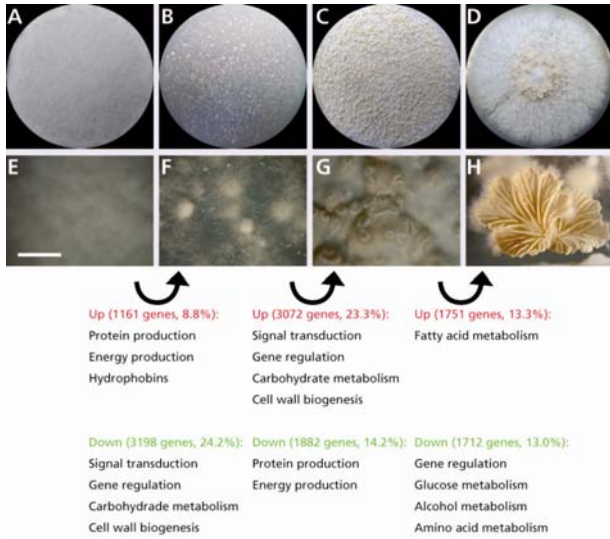 A B C D
E F G H
Up (1161 genes, 8.8%):
Protein production
Energy production
Hydrophobins
Up (3072 genes, 23.3%):
Signal transduction
Gene regulation
Carbohydrate metabolism
Cell wall biogenesis
Up (1751 genes, 13.3%):
Fatty acid metabolism
Down (3198 genes, 24.2%):
Signal transduction
Gene regulation
Carbohydrade metabolism
Cell wall biogenesis
Down (1882 genes, 14.2%):
Protein production
Energy production
Down (1712 genes, 13.0%):
Gene regulation
Glucose metabolism
Alcohol metabolism
Amino acid metabolism